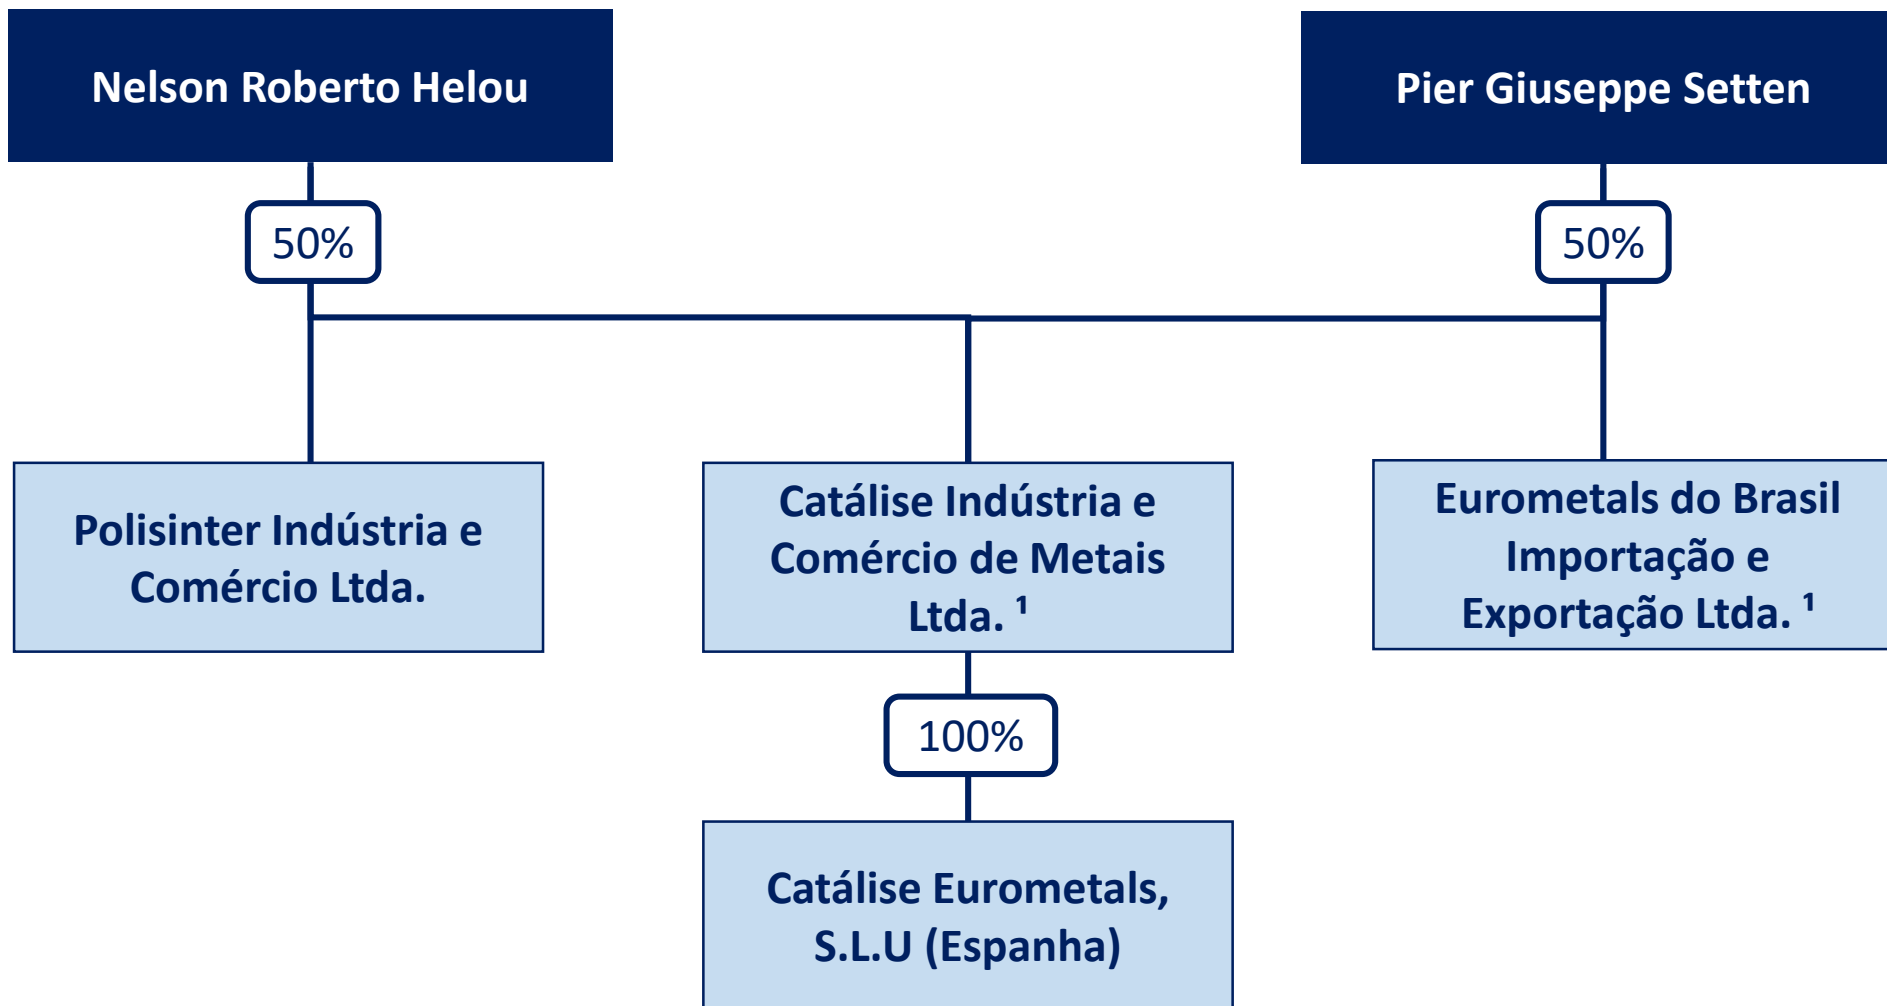 Nelson Roberto Helou
Pier Giuseppe Setten
50%
50%
Polisinter Indústria e
Comércio Ltda.
Catálise Indústria e
Comércio de Metais
Ltda. ¹
Eurometals do Brasil
Importação e
Exportação Ltda. ¹
100%
Catálise Eurometals,
S.L.U (Espanha)